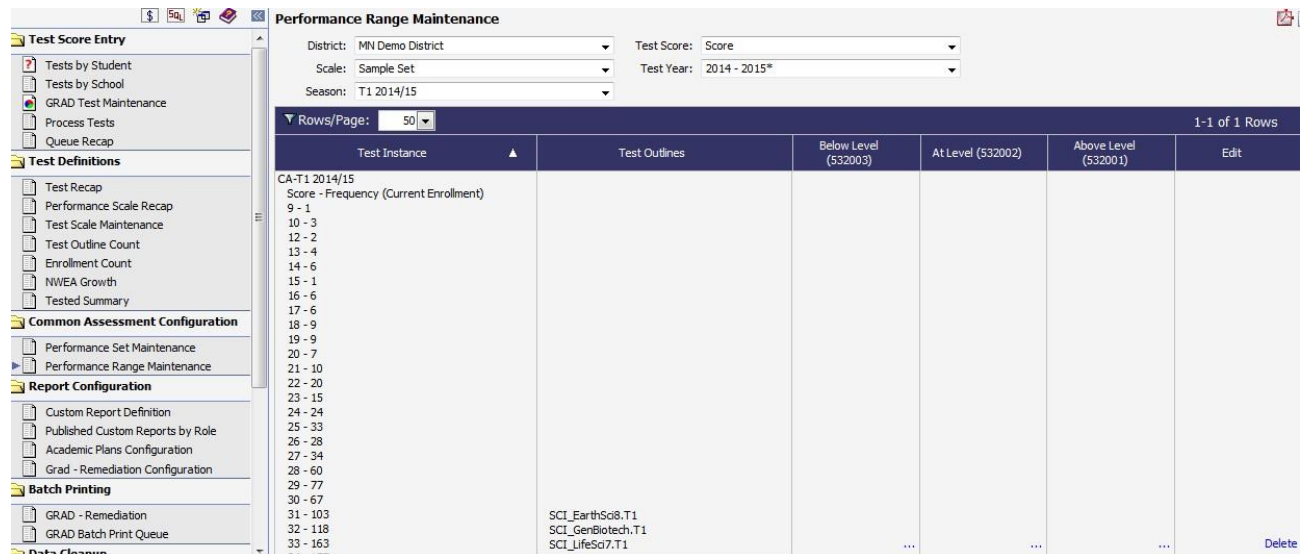 $ SQL
Test Score Entry
Tests by Student
Tests by School
GRAD Test Maintenance
Process Tests
Queue Recap
Test Definitions
Test Recap
Performance Scale Recap
Test Scale Maintenance
Test Outline Count
Enrollment Count
NWEA Growth
Tested Summary
Common Assessment Configuration
Performance Set Maintenance
Performance Range Maintenance
Report Configuration
Custom Report Definition
Published Custom Reports by Role
Academic Plans Configuration
Grad - Remediation Configuration
Batch Printing
GRAD - Remediation
GRAD Batch Print Queue
Data Cleanup
Performance Range Maintenance
District: MN Demo District Test Score: Score
Scale: Sample Set Test Year: 2014 - 2015*
Season: T1 2014/15
Rows/Page: 50 1-1 of 1 Rows
Test Instance Test Outlines Below Level (532003) At Level (532002) Above Level (532001) Edit
CA-T1 2014/15
Score - Frequency (Current Enrollment)
9 - 1
10 - 3
12 - 2
13 - 4
14 - 6
15 - 1
16 - 6
17 - 6
18 - 9
19 - 9
20 - 7
21 - 10
22 - 20
23 - 15
24 - 24
25 - 33
26 - 28
27 - 34
28 - 60
29 - 77
30 - 67
31 - 103 SCI_EarthSci8.T1
32 - 118 SCI_GenBiotech.T1
33 - 163 SCI_LifeSci7.T1 ... ... ... Delete